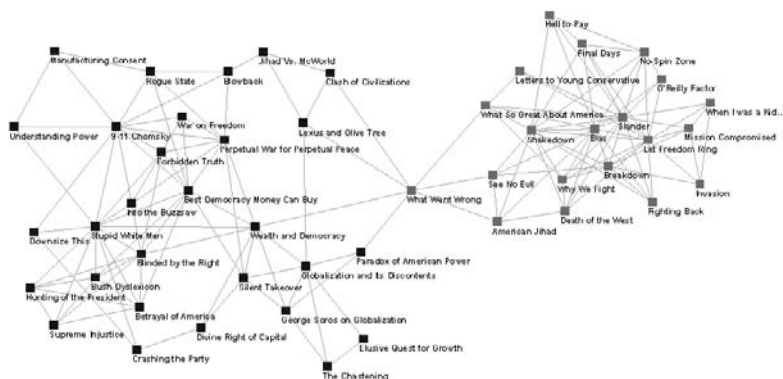 Hell to Pay
Final Days
Manufacturing Consent
Jihad Vs. McWorld
No-Spin Zone
Rogue State
Blowback
Clash of Civilizations
Letters to Young Conservative
O'Reilly Factor
What So Great About America
Slander
When I was a Kid...
Understanding Power
9-11 Chomsky
War on Freedom
Lexus and Olive Tree
Shakedown
Bias
Mission Compromised
Perpetual War for Perpetual Peace
Let Freedom Ring
Forbidden Truth
Breakdown
See No Evil
Why We Fight
Invasion
Best Democracy Money Can Buy
What Went Wrong
Into the Buzzsaw
Fighting Back
Death of the West
American Jihad
Downsize This
Stupid White Men
Wealth and Democracy
Paradox of American Power
Blinded by the Right
Globalization and Its Discontents
Bush Dyslexicon
Silent Takeover
Hunting of the President
Betrayal of America
George Soros on Globalization
Supreme Injustice
Divine Right of Capital
Elusive Quest for Growth
Crashing the Party
The Chastening